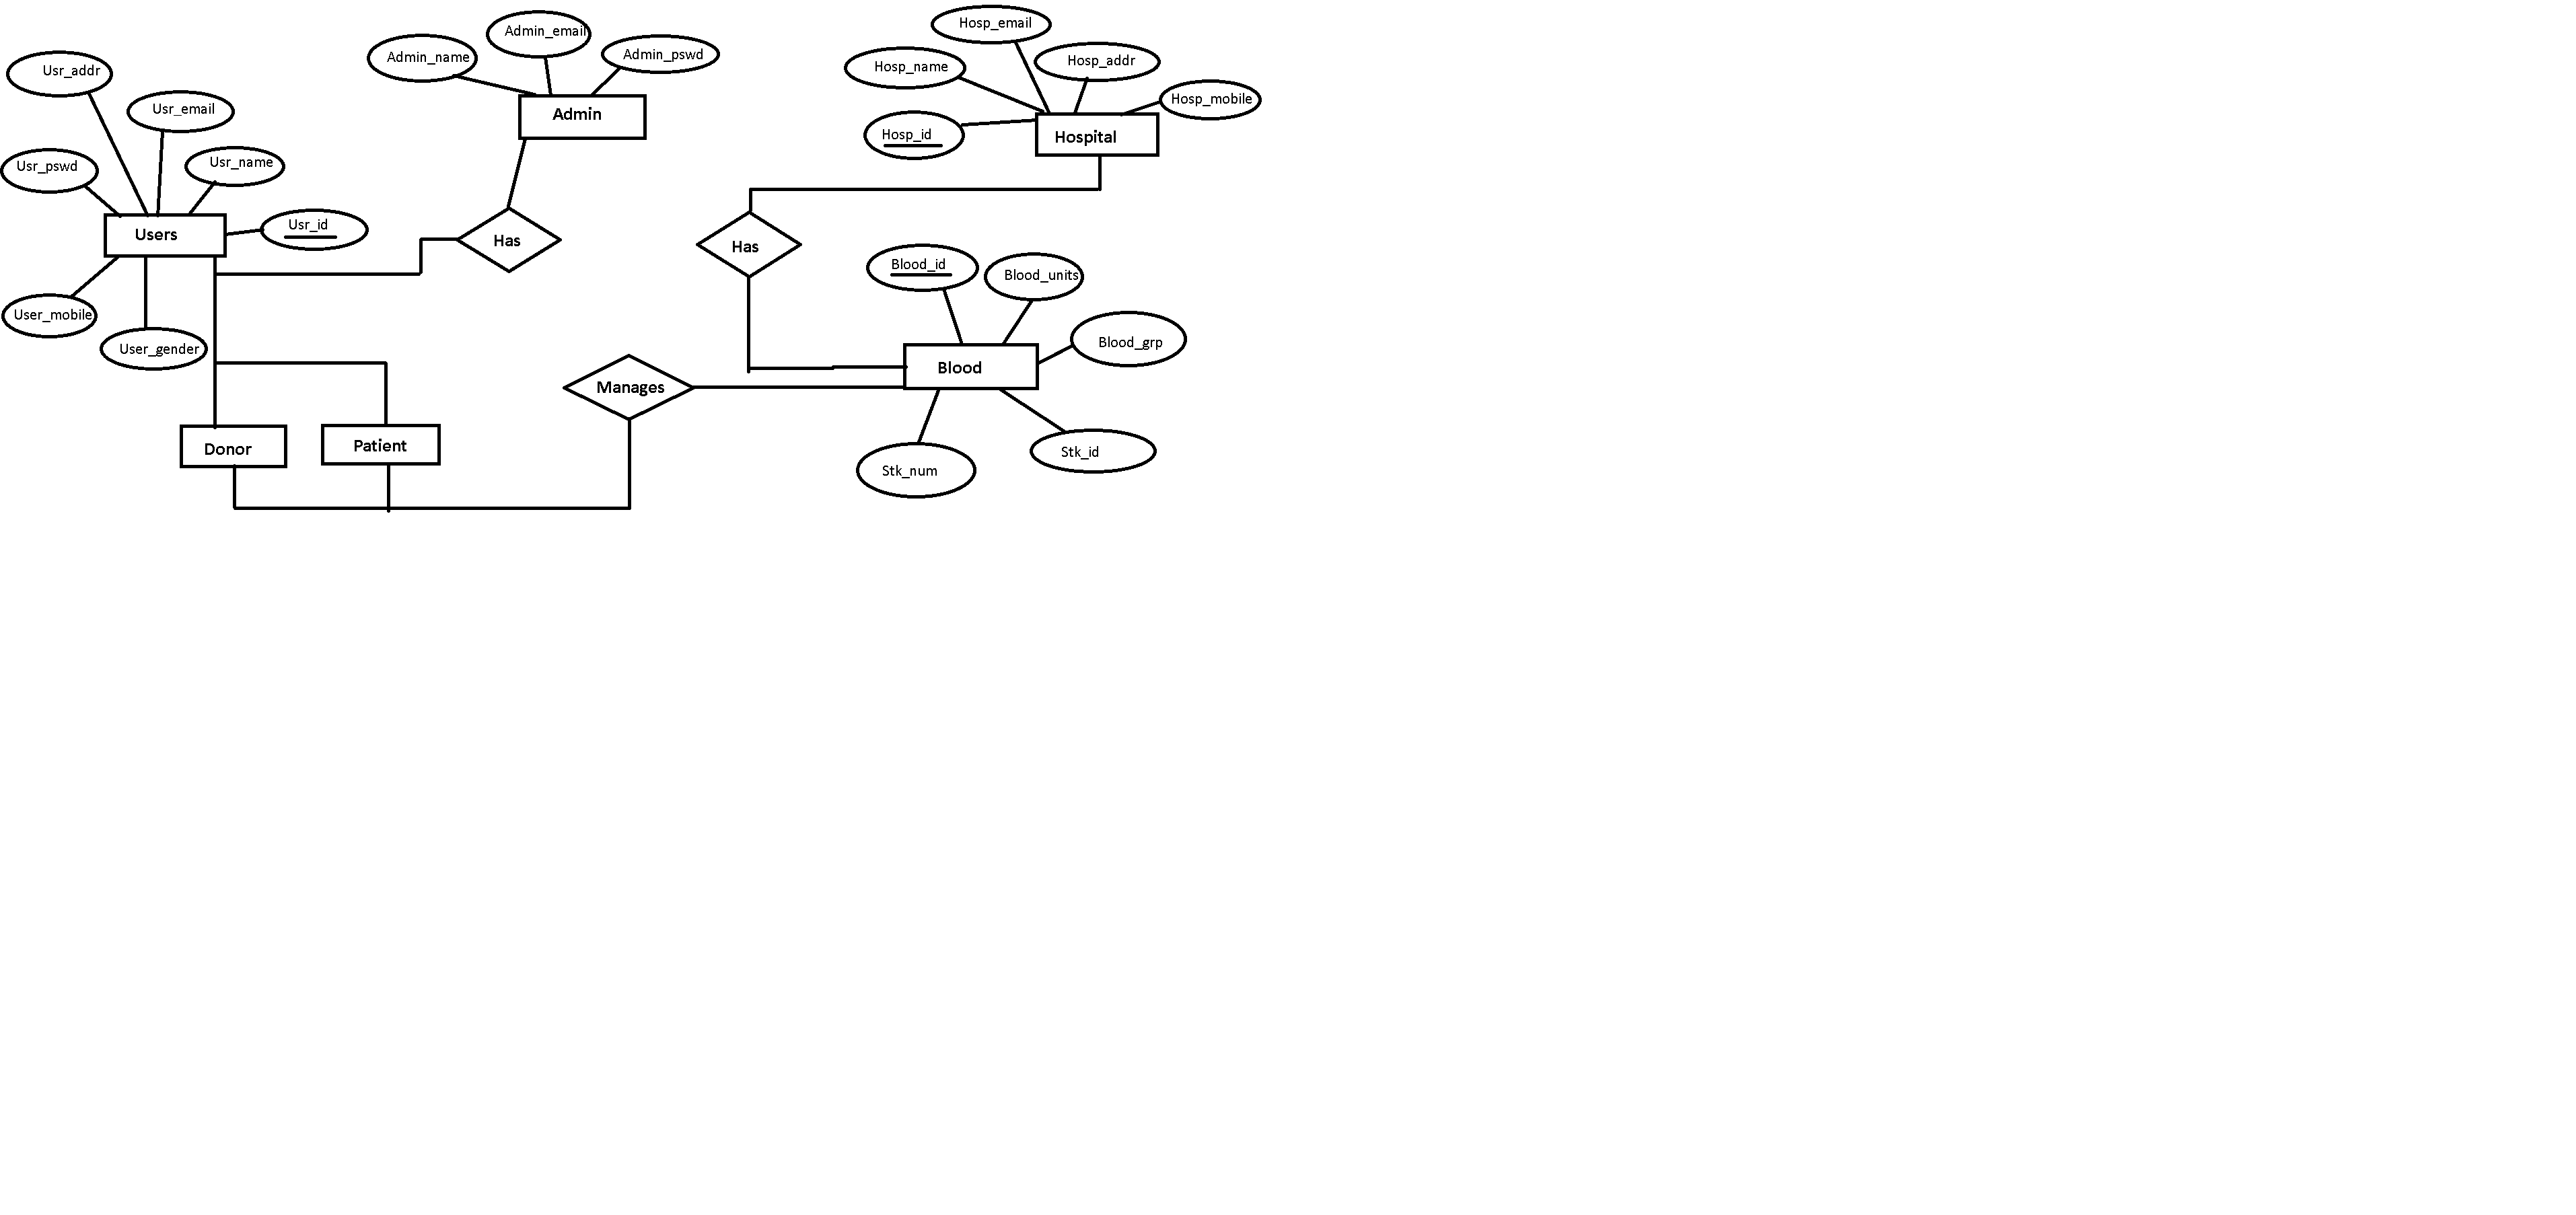 Hosp_email
Admin_email
Admin_name
Admin_pswd
Hosp_name
Hosp_addr
Usr_addr
Hosp_mobile
Usr_email
Admin
Hosp_id
Hospital
Usr_pswd
Usr_name
Usr_id
Users
Has
Has
Blood_id
Blood_units
User_mobile
Blood_grp
User_gender
Blood
Manages
Donor
Patient
Stk_id
Stk_num